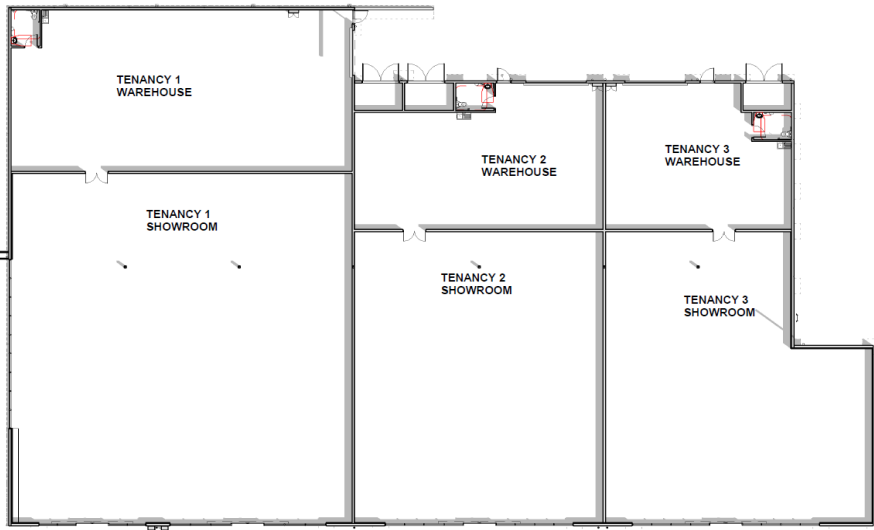 TENANCY 1
WAREHOUSE
TENANCY 2
WAREHOUSE
TENANCY 3
WAREHOUSE
TENANCY 1
SHOWROOM
TENANCY 2
SHOWROOM
TENANCY 3
SHOWROOM